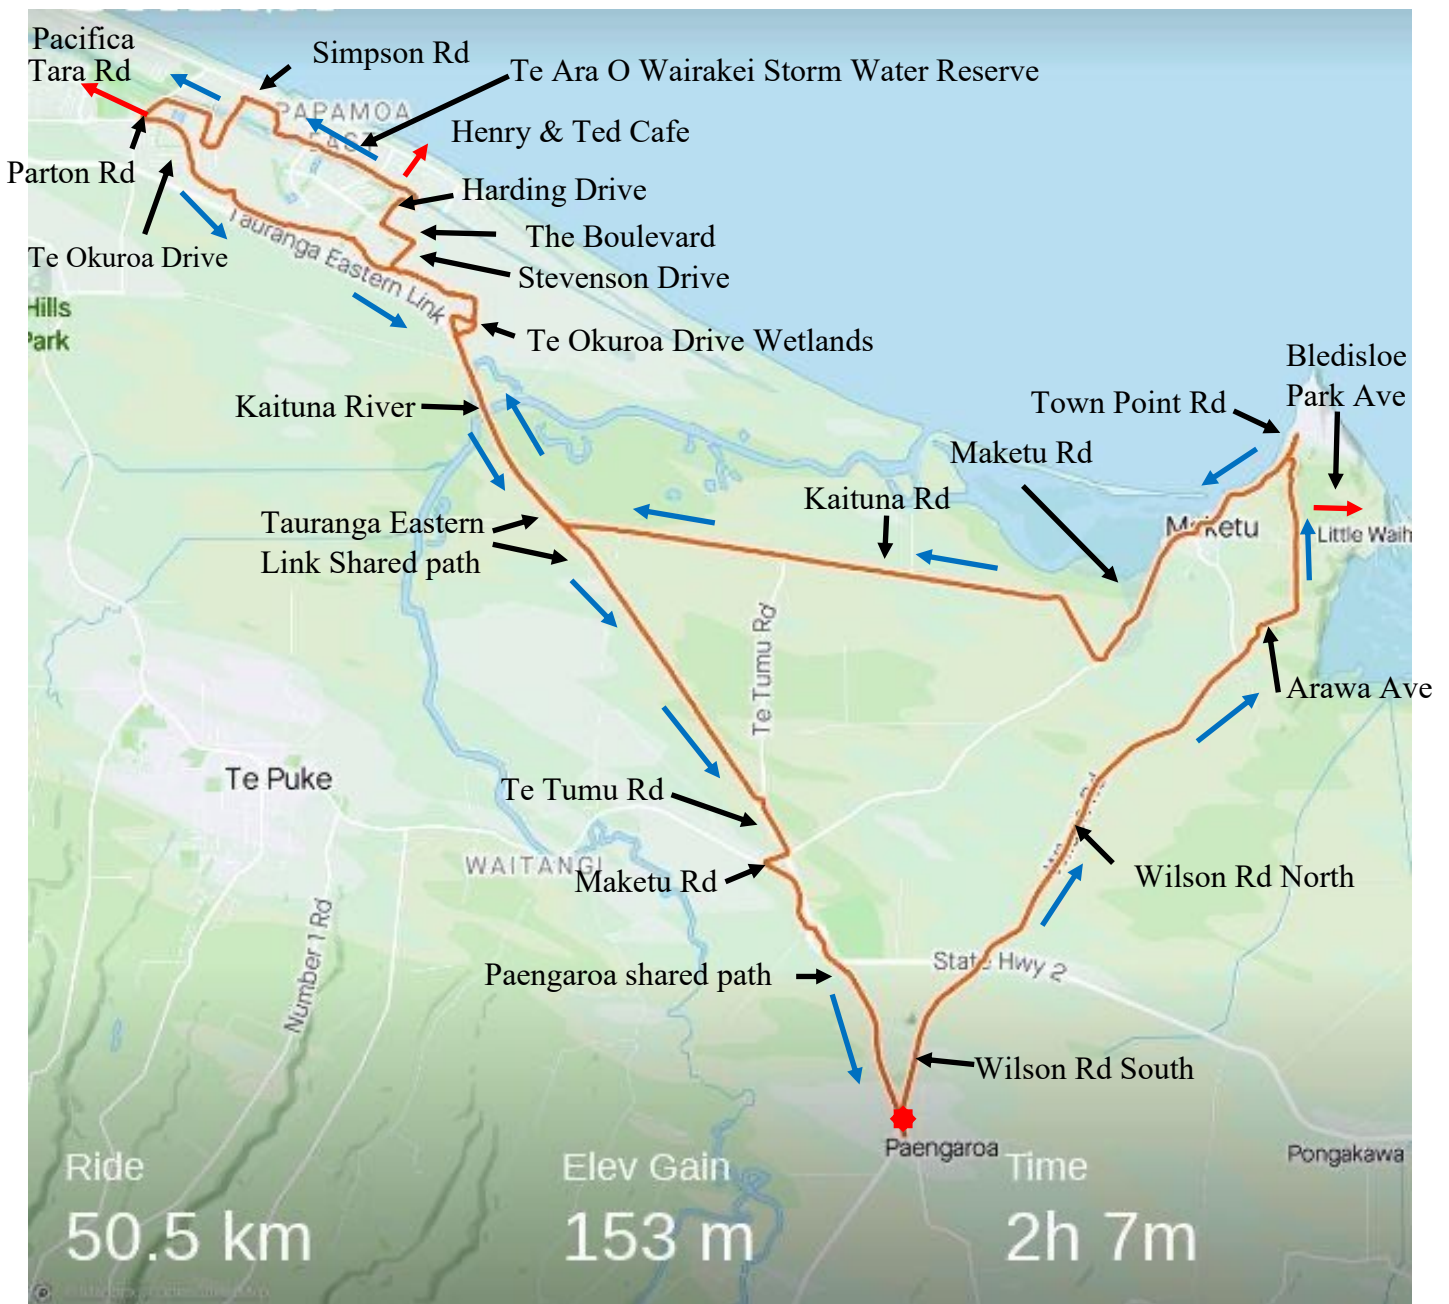 Pacifica
Tara Rd
Simpson Rd
Te Ara O Wairakei Storm Water Reserve
PAPAMOA
EAST
Henry & Ted Cafe
Parton Rd
Harding Drive
The Boulevard
Te Okuroa Drive
Tauranga Eastern Link
Stevenson Drive
Hills
Park
Te Okuroa Drive Wetlands
Bledisloe
Park Ave
Town Point Rd
Kaituna River
Maketu Rd
Kaituna Rd
Tauranga Eastern
Link Shared path
Maketu
Little Waih
Te Tumu Rd
Arawa Ave
Te Puke
Te Tumu Rd
WAITANGI
Maketu Rd
Wilson Rd North
Number 1 Rd
State Hwy 2
Paengaroa shared path
Wilson Rd South
Paengaroa
Pongakawa
Ride
Elev Gain
Time
50.5 km
153 m
2h 7m